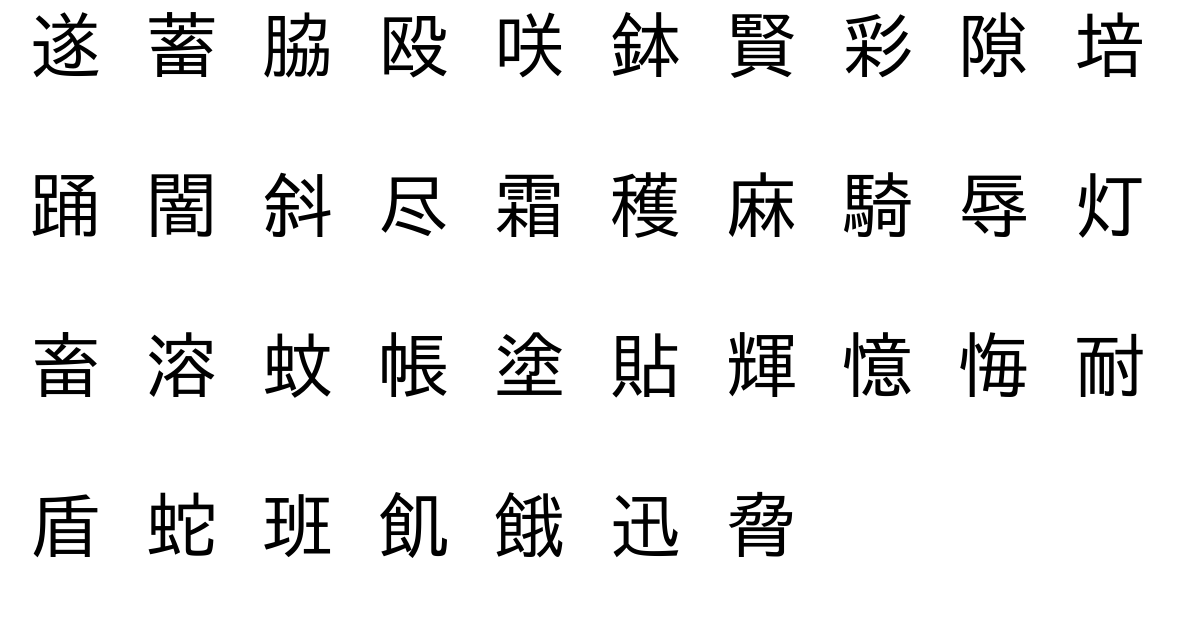 遂蓄脇殴咲鉢賢彩隙培
踊闇斜尽霜穫麻騎辱灯
畜溶蚊帳塗貼輝憶悔耐
盾蛇班飢餓迅脅